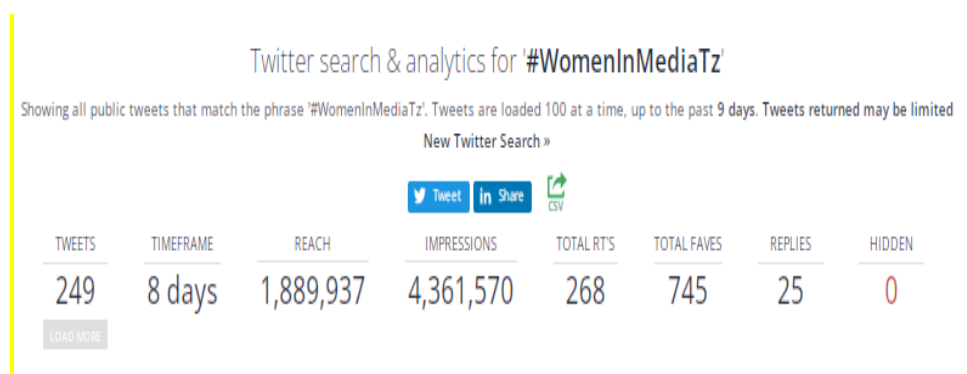 Twitter search & analytics for '#WomenInMediaTz'
Showing all public tweets that match the phrase '#WomenInMediaTz'. Tweets are loaded 100 at a time, up to the past 9 days. Tweets returned may be limited
New Twitter Search »
Tweet in Share CSV
TWEETS TIMEFRAME REACH IMPRESSIONS TOTAL RT'S TOTAL FAVES REPLIES HIDDEN
249 8 days 1,889,937 4,361,570 268 745 25 0
LOAD MORE